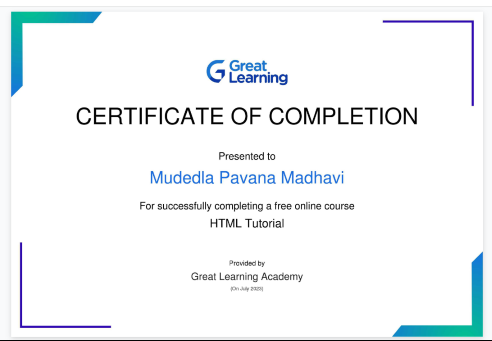 Great
Learning
CERTIFICATE OF COMPLETION
Presented to
Mudedla Pavana Madhavi
For successfully completing a free online course
HTML Tutorial
Provided by
Great Learning Academy
(On July 2023)